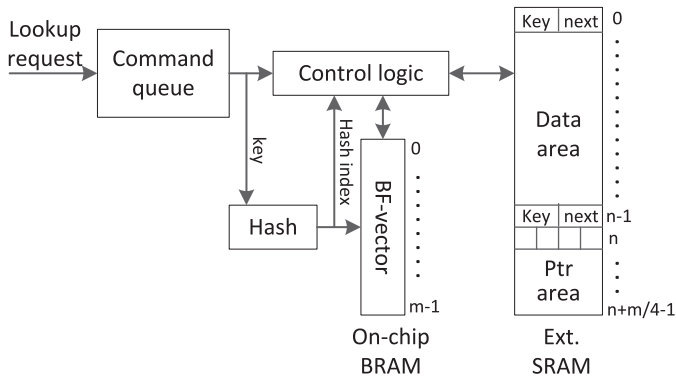 Lookup
request
Command
queue
Control logic
key
Hash index
Hash
BF-vector
0
m-1
On-chip
BRAM
Key next 0
Data
area
Key next n-1
n
Ptr
area
n+m/4-1
Ext.
SRAM